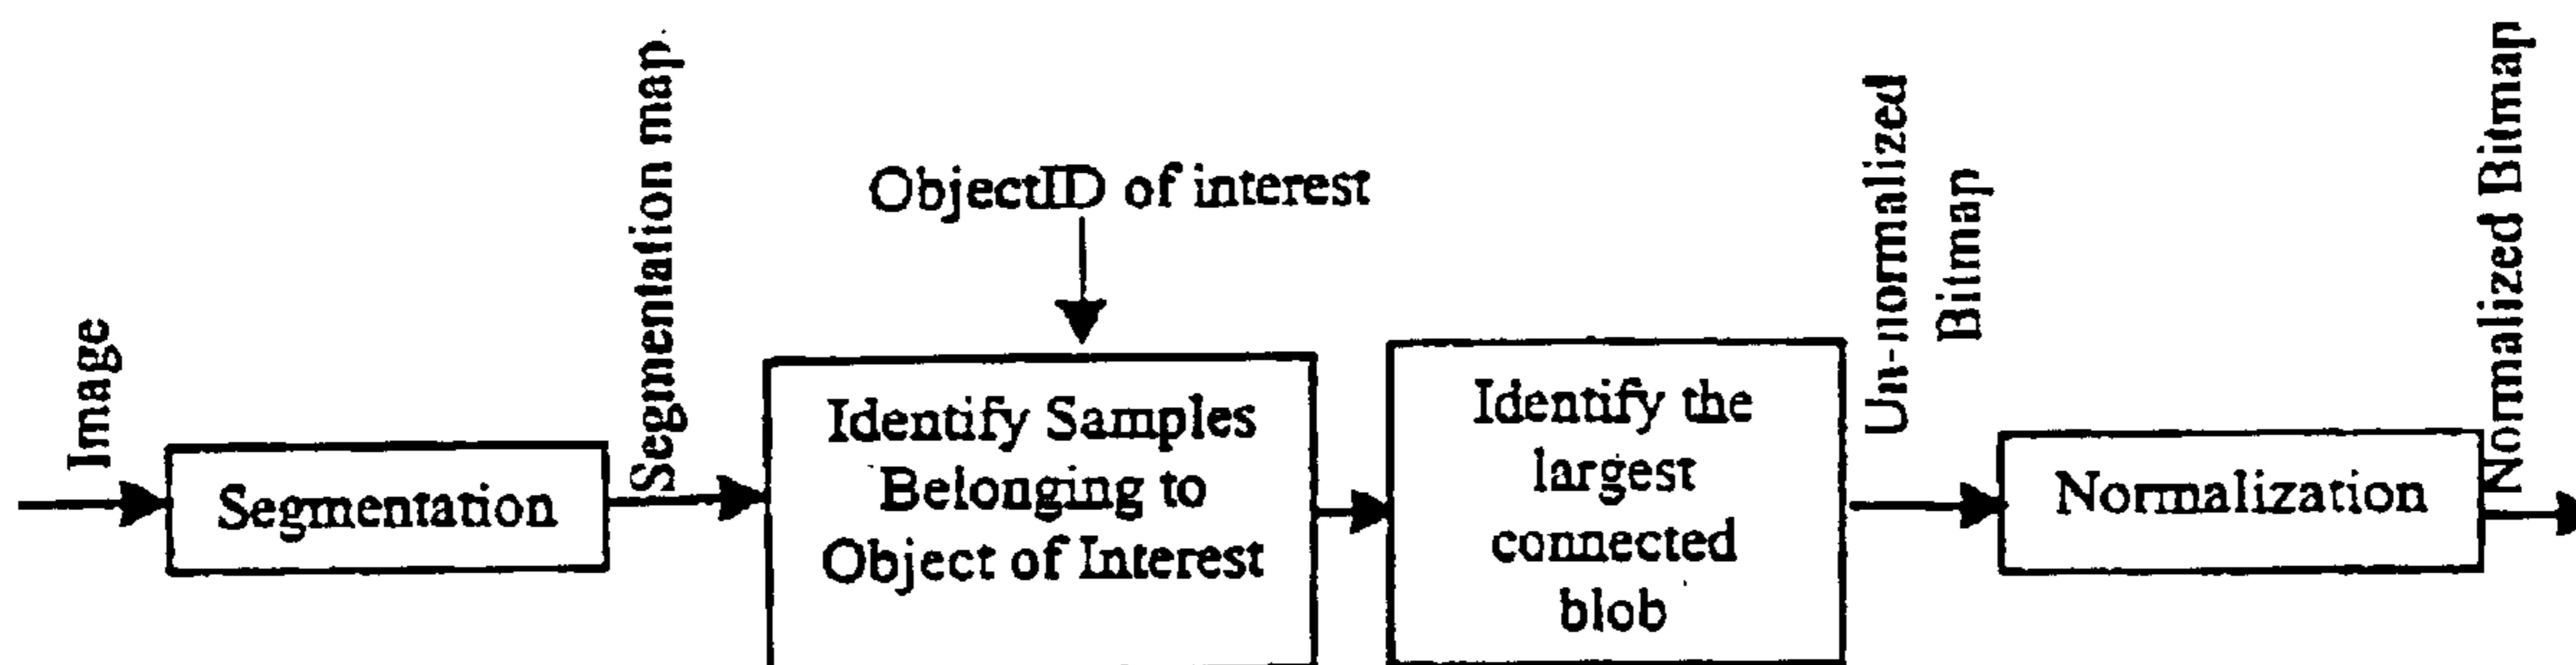 Image
Segmentation
Segmentation map
ObjectID of interest
Identify Samples
Belonging to
Object of Interest
Identify the
largest
connected
blob
Un-normalized
Bitmap
Normalization
Normalized Bitmap